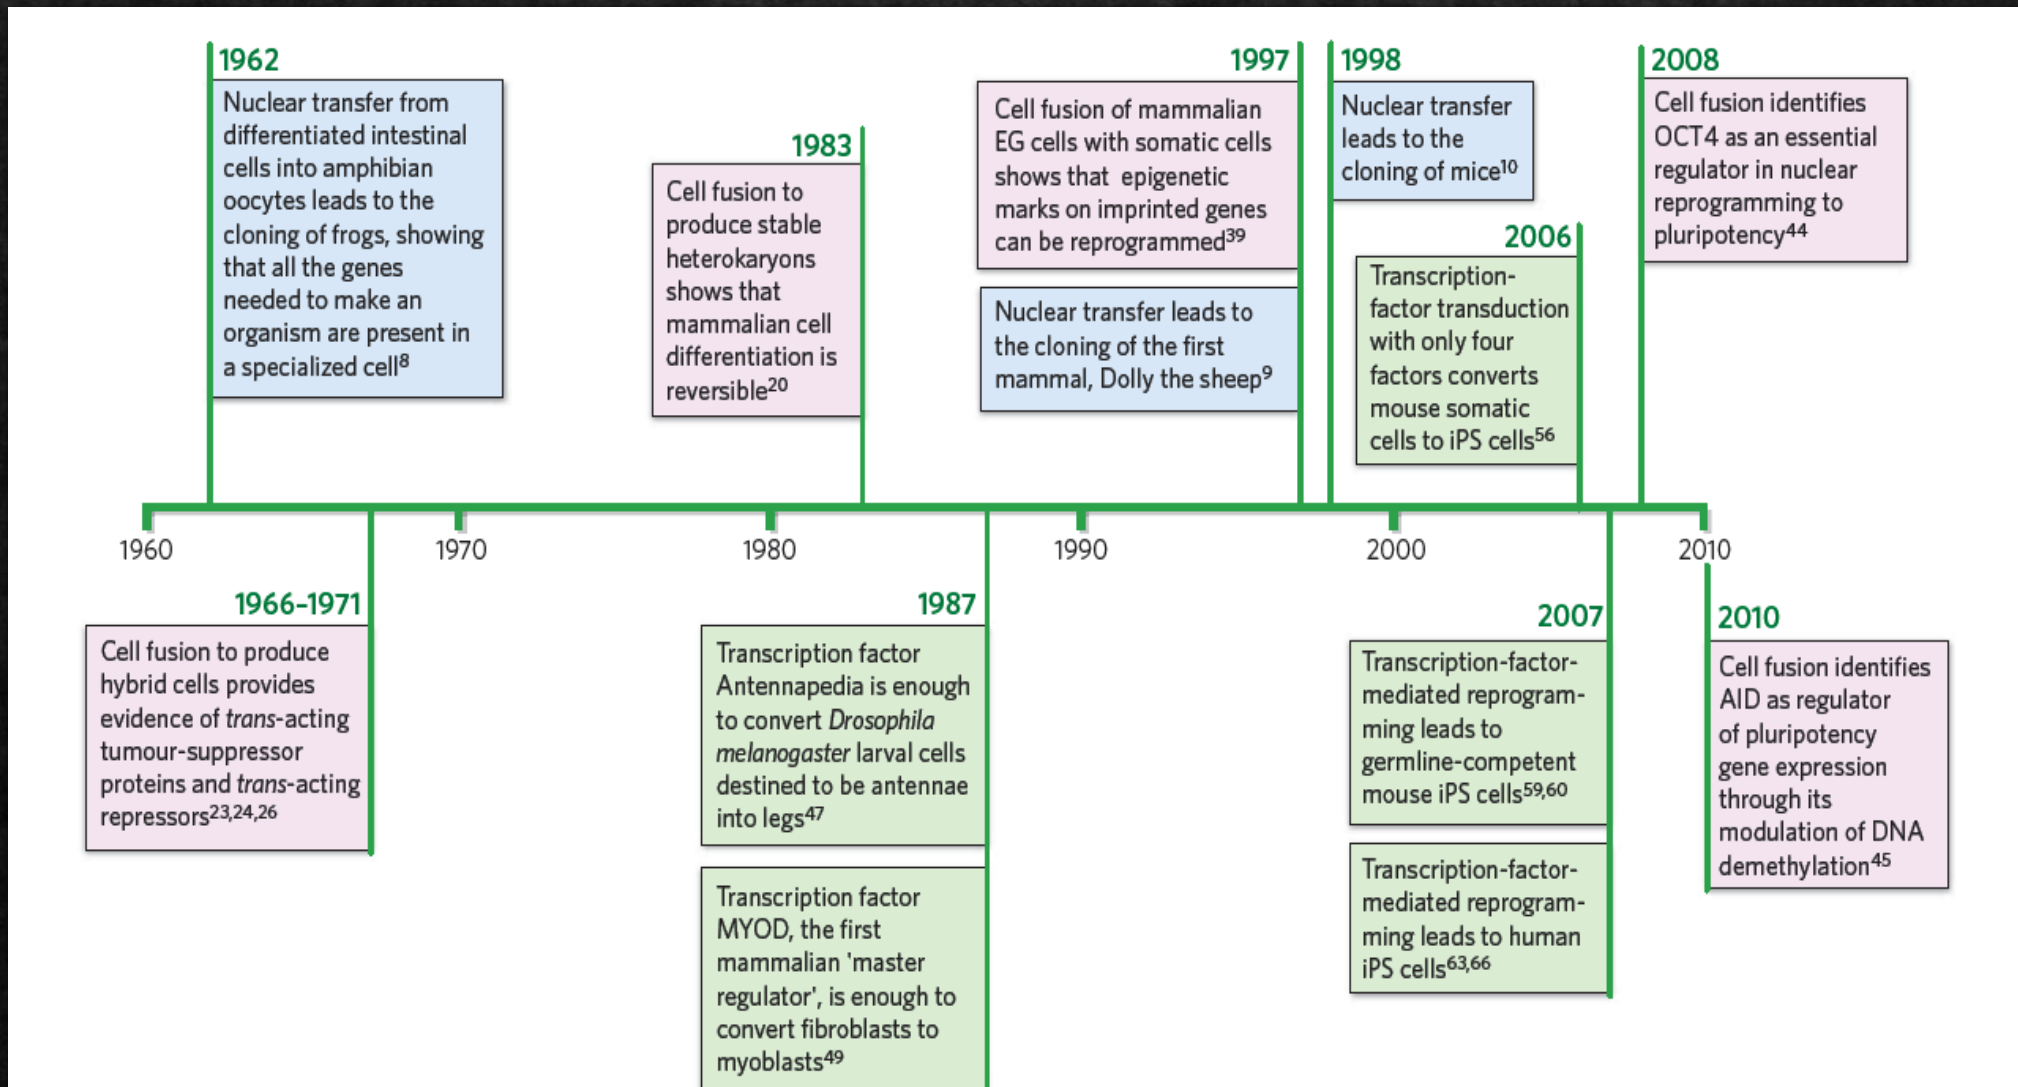 1962
Nuclear transfer from
differentiated intestinal
cells into amphibian
oocytes leads to the
cloning of frogs, showing
that all the genes
needed to make an
organism are present in
a specialized cell⁸
1983
Cell fusion to
produce stable
heterokaryons
shows that
mammalian cell
differentiation is
reversible²⁰
1997
Cell fusion of mammalian
EG cells with somatic cells
shows that epigenetic
marks on imprinted genes
can be reprogrammed³⁹
Nuclear transfer leads to
the cloning of the first
mammal, Dolly the sheep⁹
1998
Nuclear transfer
leads to the
cloning of mice¹⁰
2006
Transcription-
factor transduction
with only four
factors converts
mouse somatic
cells to iPS cells⁵⁶
2008
Cell fusion identifies
OCT4 as an essential
regulator in nuclear
reprogramming to
pluripotency⁴⁴
1960 1970 1980 1990 2000 2010
1966–1971
Cell fusion to produce
hybrid cells provides
evidence of trans-acting
tumour-suppressor
proteins and trans-acting
repressors²³,²⁴,²⁶
1987
Transcription factor
Antennapedia is enough
to convert Drosophila
melanogaster larval cells
destined to be antennae
into legs⁴⁷
Transcription factor
MYOD, the first
mammalian 'master
regulator', is enough to
convert fibroblasts to
myoblasts⁴⁹
2007
Transcription-factor-
mediated reprogram-
ming leads to
germline-competent
mouse iPS cells⁵⁹,⁶⁰
Transcription-factor-
mediated reprogram-
ming leads to human
iPS cells⁶³,⁶⁶
2010
Cell fusion identifies
AID as regulator
of pluripotency
gene expression
through its
modulation of DNA
demethylation⁴⁵